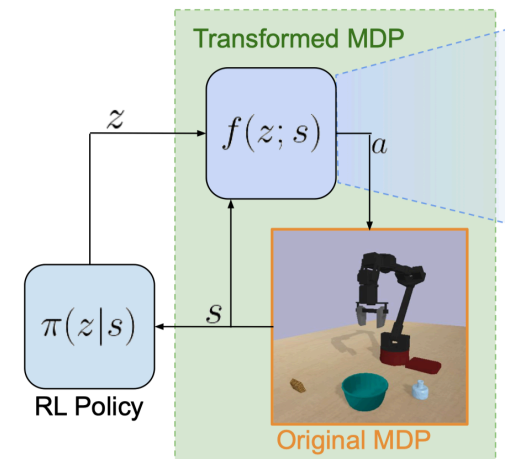 Transformed MDP
z
f(z; s)
a
π(z|s)
s
RL Policy
Original MDP